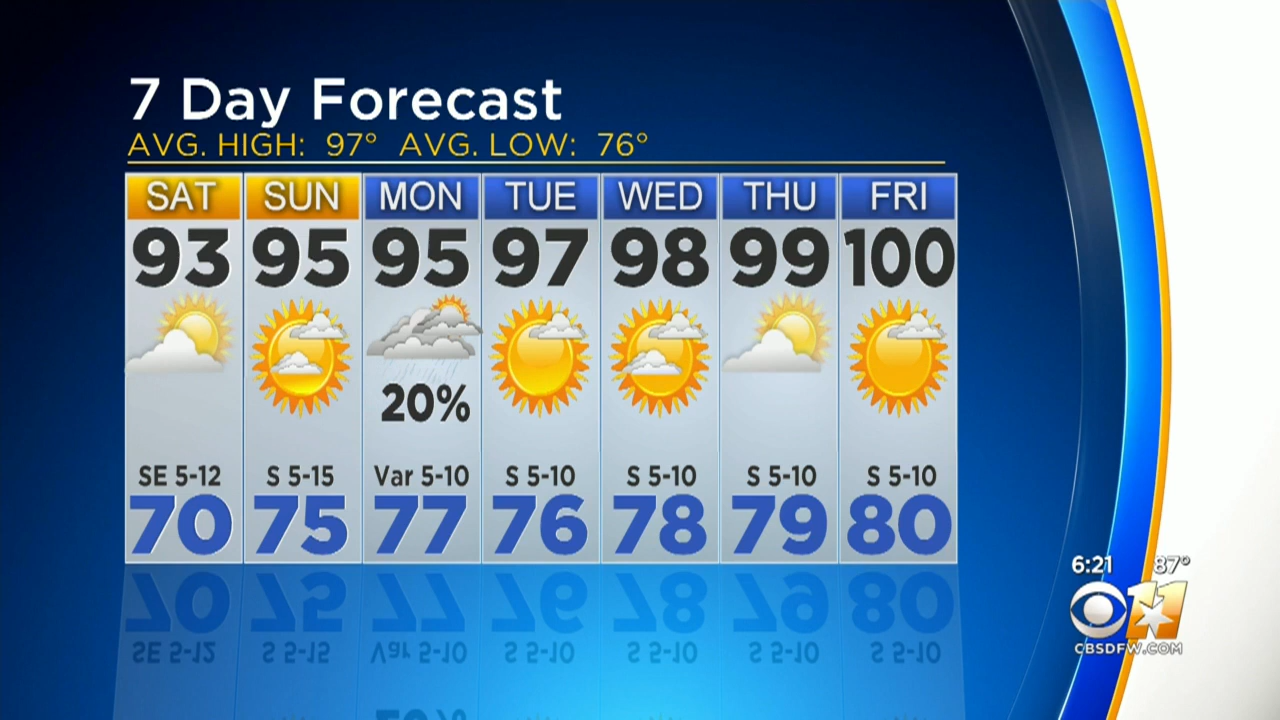 7 Day Forecast
AVG. HIGH: 97° AVG. LOW: 76°
SAT SUN MON TUE WED THU FRI
93 95 95 97 98 99 100
20%
SE 5-12 S 5-15 Var 5-10 S 5-10 S 5-10 S 5-10 S 5-10
70 75 77 76 78 79 80
6:21 87°
11
CBSDFW.COM